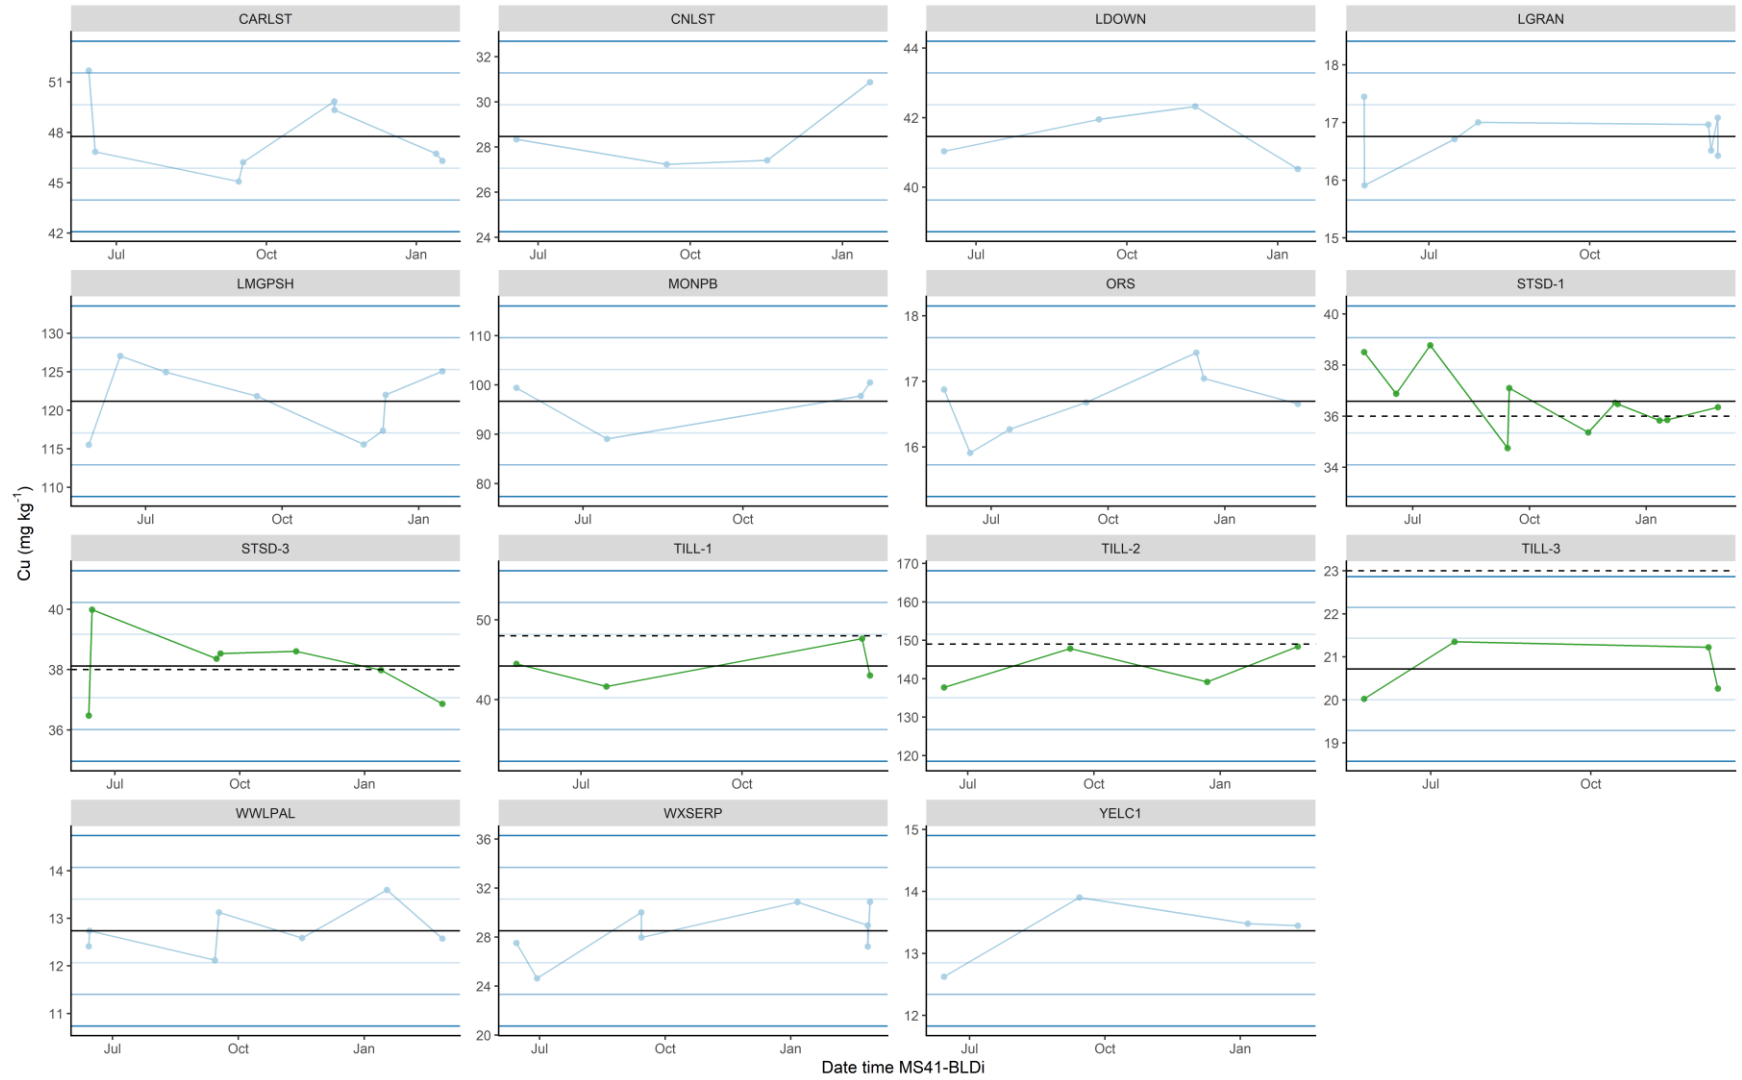 CARLST CNLST LDOWN LGRAN
51 48 45 42
32 30 28 26 24
44 42 40
18 17 16 15
Jul Oct Jan Jul Oct Jan Jul Oct Jan Jul Oct
LMGPSH MONPB ORS STSD-1
130 125 120 115 110
110 100 90 80
18 17 16
40 38 36 34
Jul Oct Jan Jul Oct Jul Oct Jan Jul Oct Jan
Cu (mg kg⁻¹)
STSD-3 TILL-1 TILL-2 TILL-3
40 38 36
50 40
170 160 150 140 130 120
23 22 21 20 19
Jul Oct Jan Jul Oct Jul Oct Jan Jul Oct
WWLPAL WXSERP YELC1
14 13 12 11
36 32 28 24 20
15 14 13 12
Jul Oct Jan Jul Oct Jan Jul Oct Jan
Date time MS41-BLDi